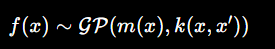 f(x) ∼ 𝒢𝒫(m(x), k(x, x′))